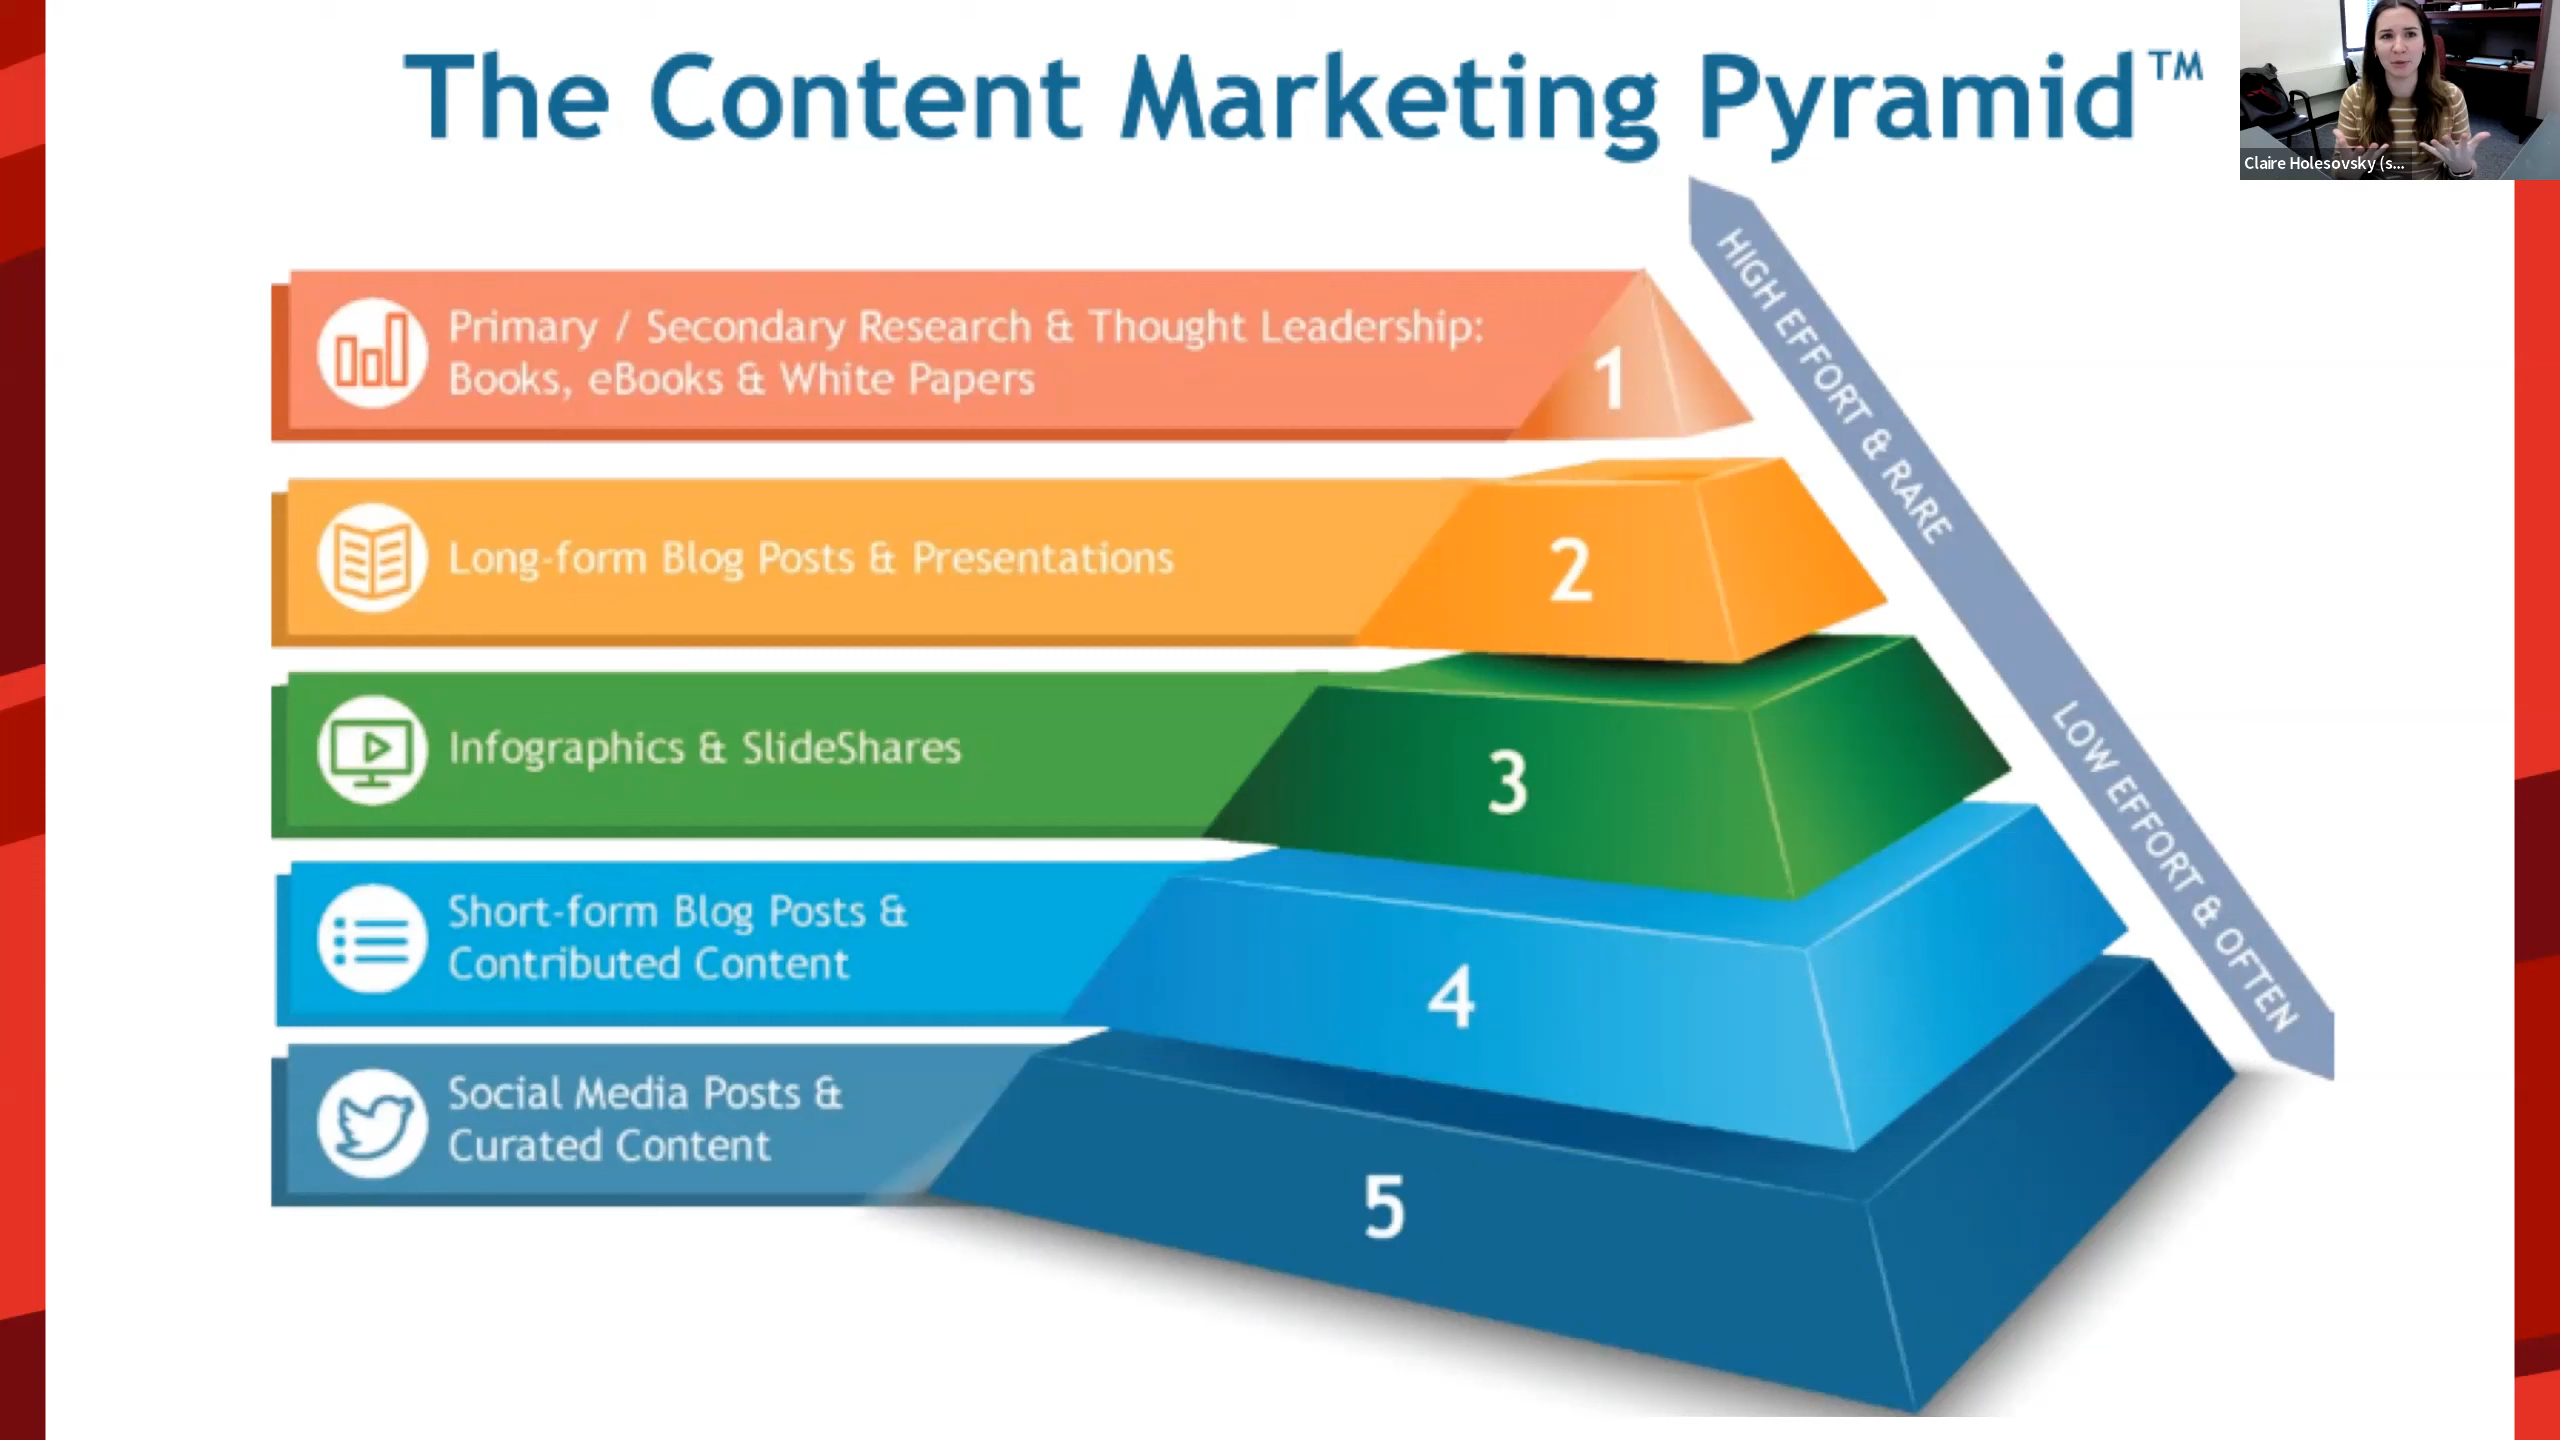 The Content Marketing Pyramid™
Claire Holesovsky (s...
HIGH EFFORT & RARE
Primary / Secondary Research & Thought Leadership:
Books, eBooks & White Papers
1
Long-form Blog Posts & Presentations
2
Infographics & SlideShares
3
LOW EFFORT & OFTEN
Short-form Blog Posts &
Contributed Content
4
Social Media Posts &
Curated Content
5